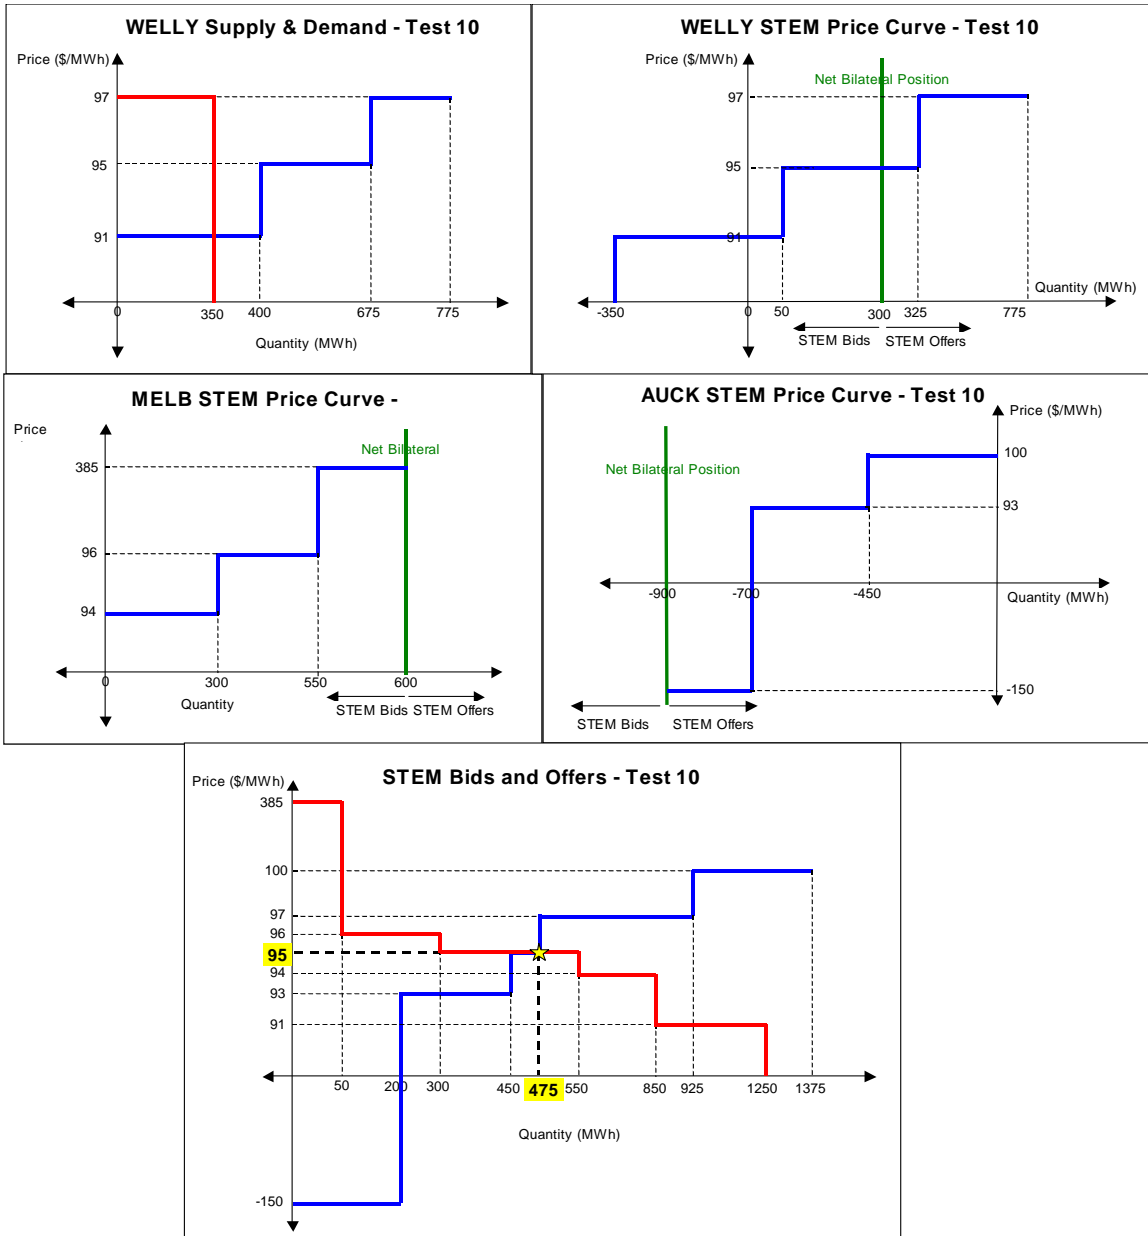 WELLY Supply & Demand - Test 10
Price ($/MWh)
97
95
91
0
350
400
675
775
Quantity (MWh)
WELLY STEM Price Curve - Test 10
Price ($/MWh)
Net Bilateral Position
97
95
91
Quantity (MWh)
-350
0
50
300
325
775
STEM Bids
STEM Offers
MELB STEM Price Curve -
Price
Net Bilateral
385
96
94
0
300
550
600
Quantity
STEM Bids
STEM Offers
AUCK STEM Price Curve - Test 10
Price ($/MWh)
Net Bilateral Position
100
93
-900
-700
-450
Quantity (MWh)
-150
STEM Bids
STEM Offers
STEM Bids and Offers - Test 10
Price ($/MWh)
385
100
97
96
95
94
93
91
50
200
300
450
475
550
850
925
1250
1375
Quantity (MWh)
-150